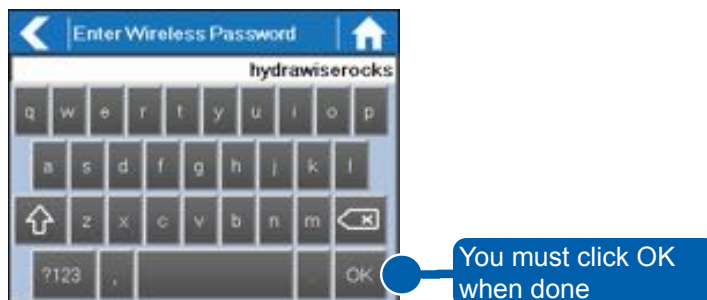 Enter Wireless Password
hydrawiserocks
q w e r t y u i o p
a s d f g h j k l
z x c v b n m
?123 , . OK
You must click OK
when done